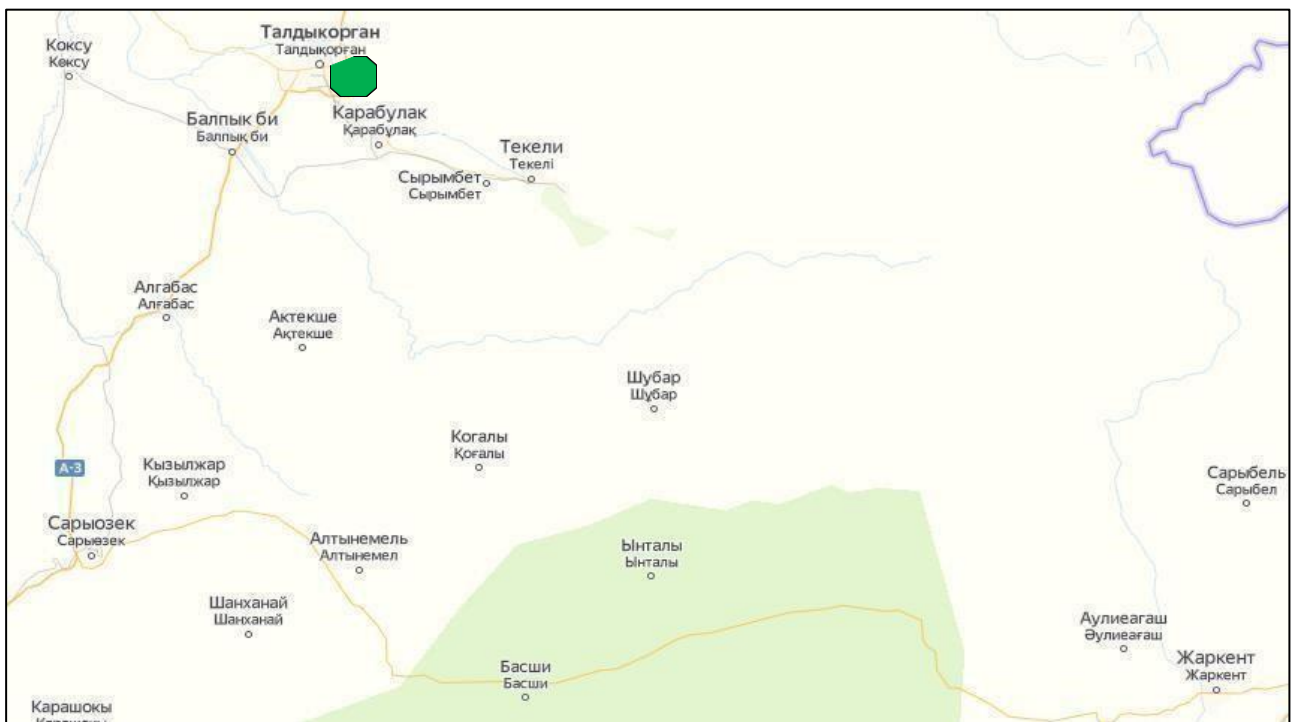 Талдыкорган
Талдықорған
Коксу
Көксу
Балпык би
Балпық би
Карабулак
Қарабұлақ
Текели
Текелі
Сырымбет
Сырымбет
Алгабас
Алғабас
Актекше
Ақтекше
Шубар
Шұбар
Когалы
Қоғалы
А-3
Кызылжар
Қызылжар
Сарыбель
Сарыбел
Сарыозек
Сарыөзек
Алтынемель
Алтынемел
Ынталы
Ынталы
Шанханай
Шанханай
Аулиеагаш
Әулиеағаш
Басши
Басши
Жаркент
Жаркент
Карашокы